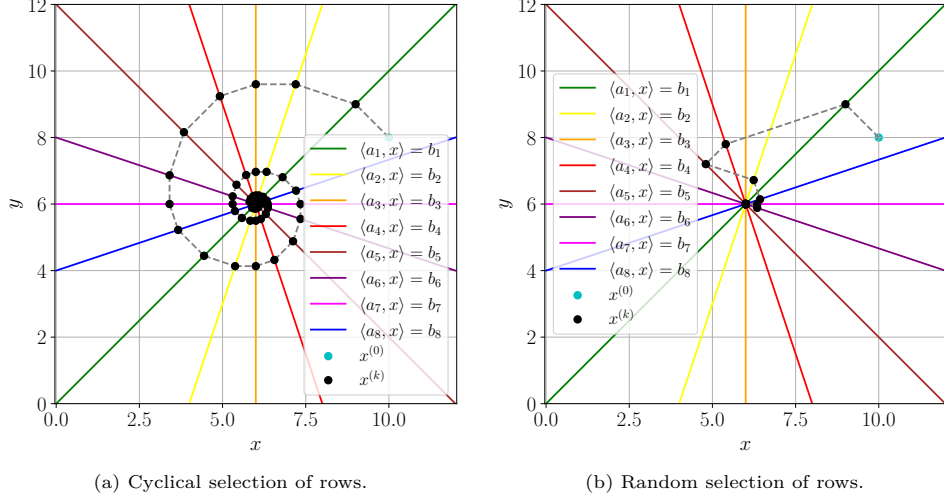 12
10
8
6
4
2
0
y
0.0 2.5 5.0 7.5 10.0
x
⟨a₁, x⟩ = b₁
⟨a₂, x⟩ = b₂
⟨a₃, x⟩ = b₃
⟨a₄, x⟩ = b₄
⟨a₅, x⟩ = b₅
⟨a₆, x⟩ = b₆
⟨a₇, x⟩ = b₇
⟨a₈, x⟩ = b₈
x⁽⁰⁾
x⁽ᵏ⁾
(a) Cyclical selection of rows.
12
10
8
6
4
2
0
y
0.0 2.5 5.0 7.5 10.0
x
⟨a₁, x⟩ = b₁
⟨a₂, x⟩ = b₂
⟨a₃, x⟩ = b₃
⟨a₄, x⟩ = b₄
⟨a₅, x⟩ = b₅
⟨a₆, x⟩ = b₆
⟨a₇, x⟩ = b₇
⟨a₈, x⟩ = b₈
x⁽⁰⁾
x⁽ᵏ⁾
(b) Random selection of rows.